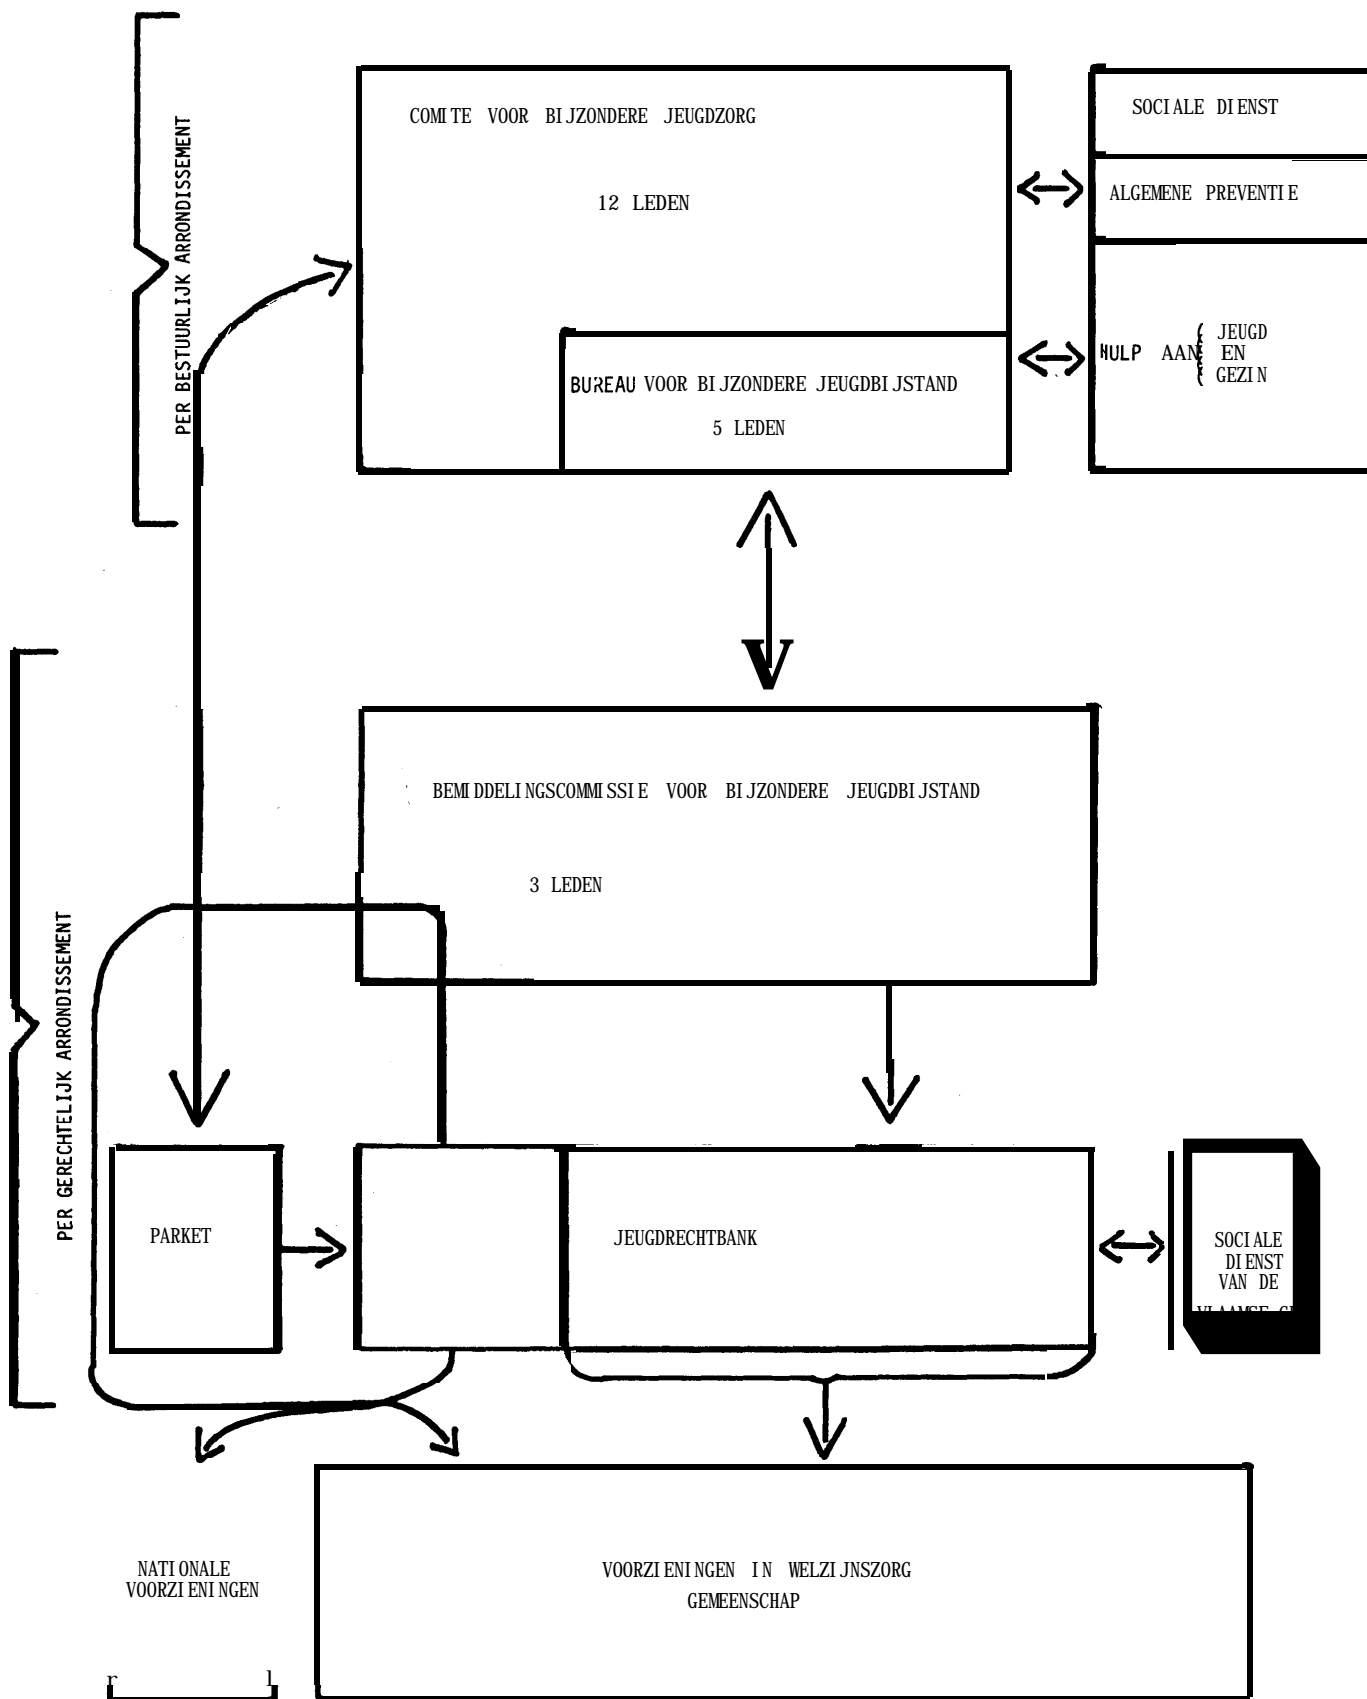 COMITE VOOR BIJZONDERE JEUGDZORG
12 LEDEN
SOCIALE DIENST
ALGEMENE PREVENTIE
HULP AAN
JEUGD
EN
GEZIN
BUREAU VOOR BIJZONDERE JEUGDBIJSTAND
5 LEDEN
PER BESTUURLIJK ARRONDISSEMENT
BEMIDDELINGSCOMMISSIE VOOR BIJZONDERE JEUGDBIJSTAND
3 LEDEN
PER GERECHTELIJK ARRONDISSEMENT
PARKET
JEUGDRECHTBANK
SOCIALE
DIENST
VAN DE
NATIONALE
VOORZIENINGEN
VOORZIENINGEN IN WELZIJNSZORG
GEMEENSCHAP